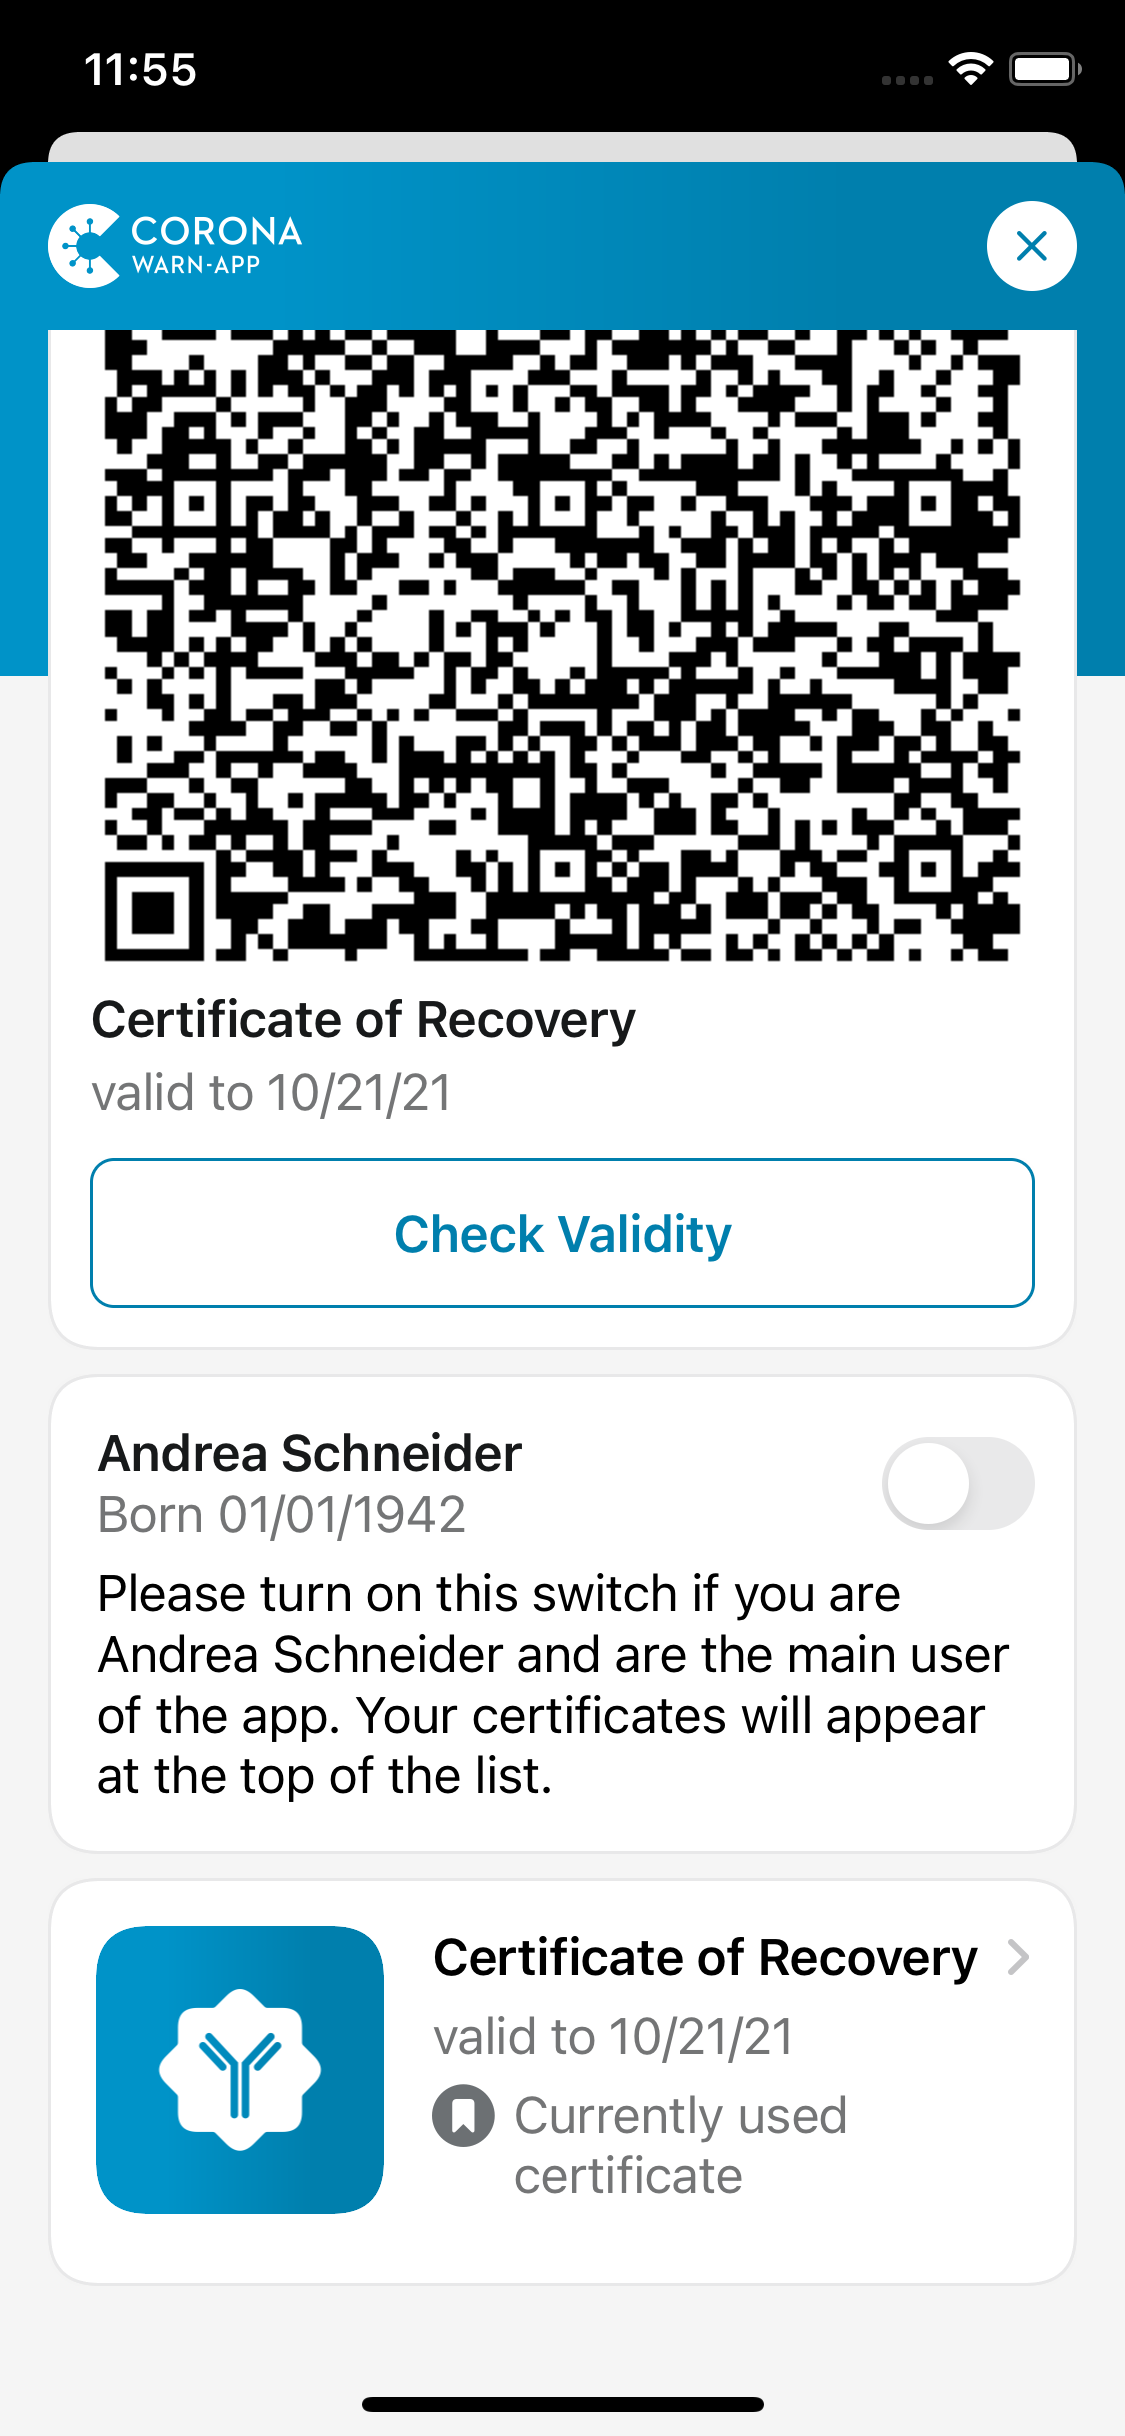 11:55
CORONA
WARN-APP
Certificate of Recovery
valid to 10/21/21
Check Validity
Andrea Schneider
Born 01/01/1942
Please turn on this switch if you are
Andrea Schneider and are the main user
of the app. Your certificates will appear
at the top of the list.
Certificate of Recovery
valid to 10/21/21
Currently used
certificate